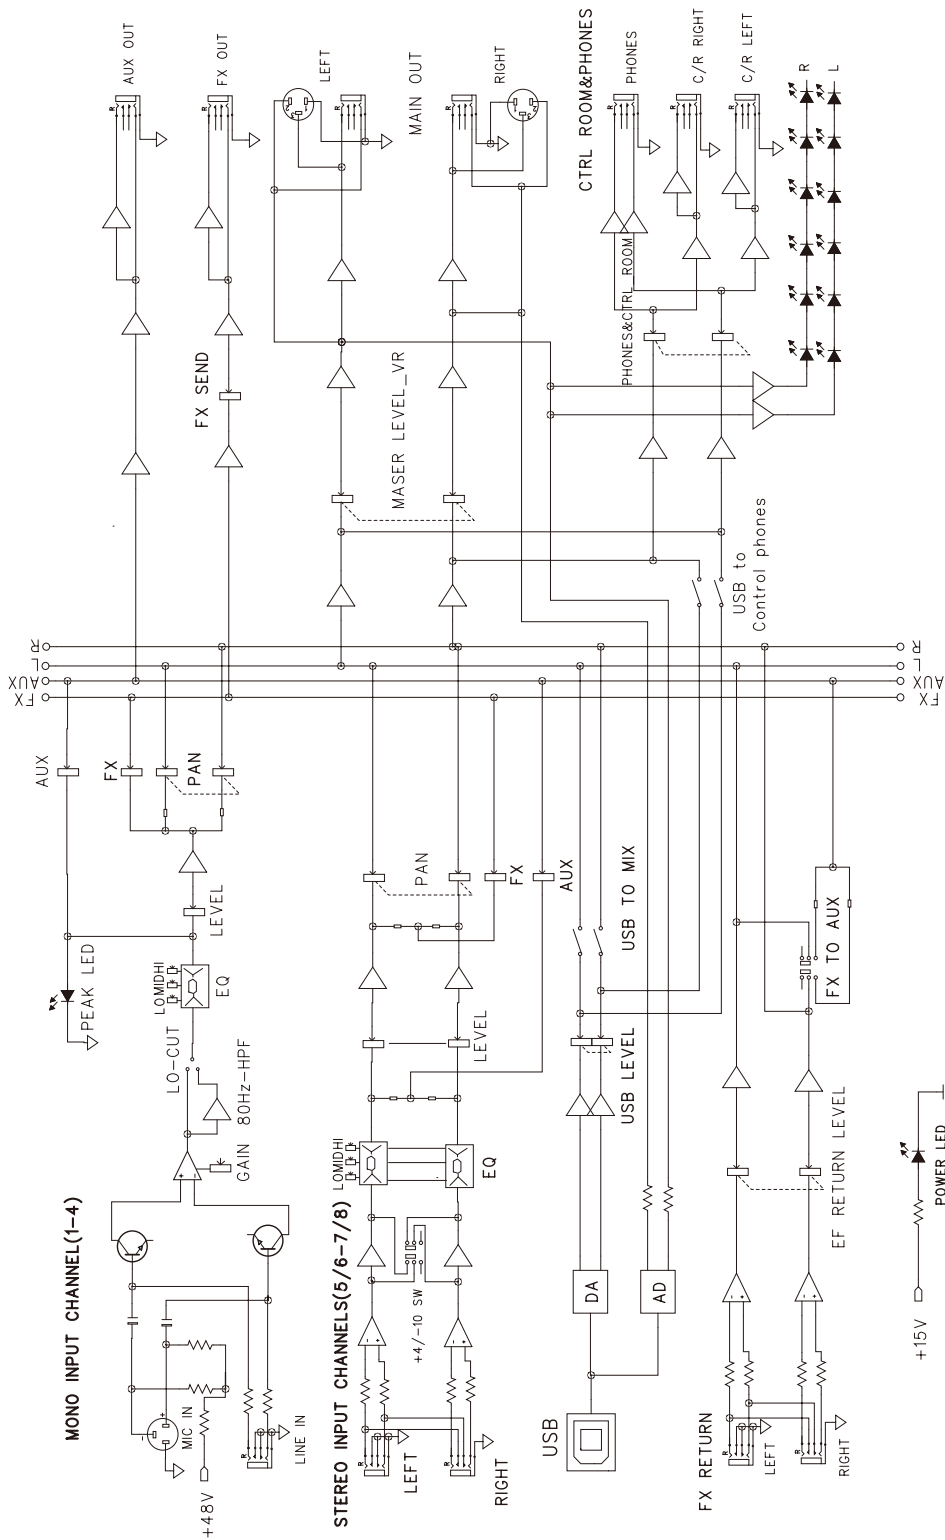 MONO INPUT CHANNEL(1-4)
+48V
MIC IN
LINE IN
GAIN
80Hz-HPF
LO-CUT
LOMIDHI
EQ
PEAK LED
LEVEL
AUX
FX
PAN
FX
AUX
L
R
FX SEND
AUX OUT
FX OUT
STEREO INPUT CHANNELS(5/6-7/8)
LEFT
RIGHT
+4/-10 SW
LOMIDHI
EQ
LEVEL
PAN
FX
AUX
MASER LEVEL_VR
LEFT
MAIN OUT
RIGHT
USB
DA
AD
USB LEVEL
USB TO MIX
USB to
Control phones
PHONES&CTRL ROOM
CTRL ROOM&PHONES
PHONES
C/R RIGHT
C/R LEFT
R
L
FX RETURN
LEFT
RIGHT
EF RETURN LEVEL
FX TO AUX
FX
AUX
L
R
+15V
POWER LED